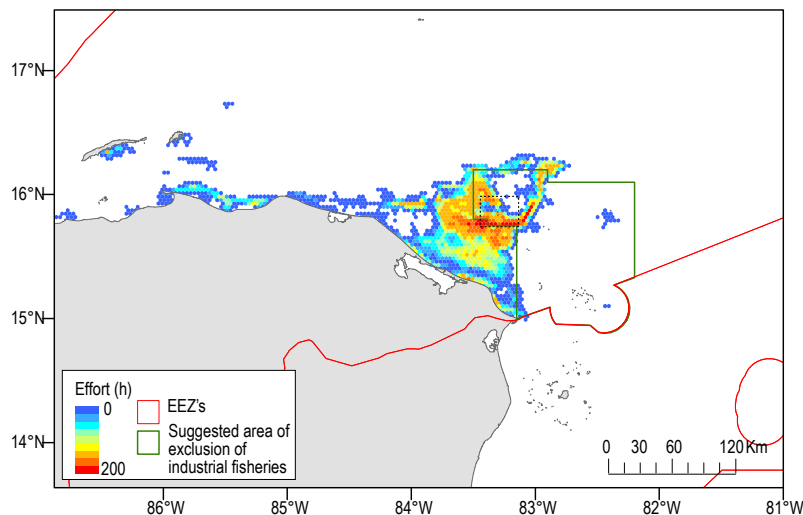 17°N
16°N
15°N
14°N
Effort (h)
0
200
EEZ's
Suggested area of
exclusion of
industrial fisheries
0 30 60 120 Km
86°W 85°W 84°W 83°W 82°W 81°W